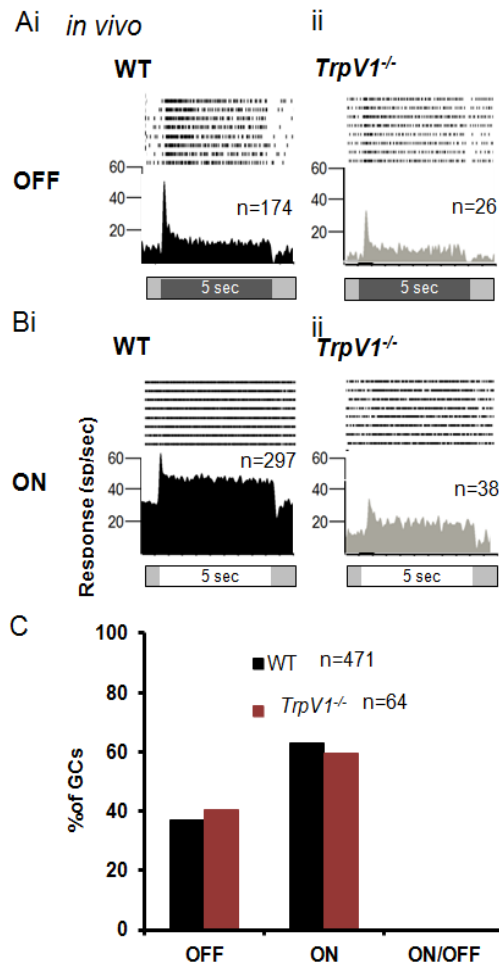 Ai in vivo ii
WT TrpV1-/-
OFF
60
40
20
n=174
60
40
20
n=26
5 sec 5 sec
Bi ii
WT TrpV1-/-
ON
Response (sp/sec)
60
40
20
n=297
60
40
20
n=38
5 sec 5 sec
C
%of GCs
100
80
60
40
20
0
WT n=471
TrpV1-/- n=64
OFF ON ON/OFF